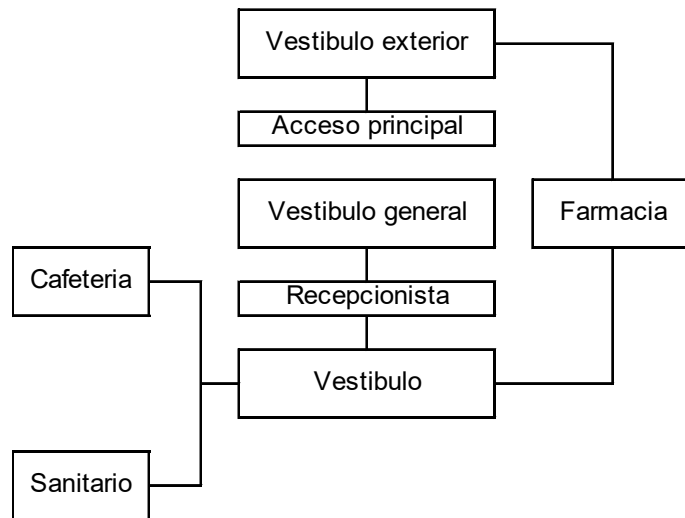 Vestibulo exterior
Acceso principal
Vestibulo general
Farmacia
Cafeteria
Recepcionista
Vestibulo
Sanitario